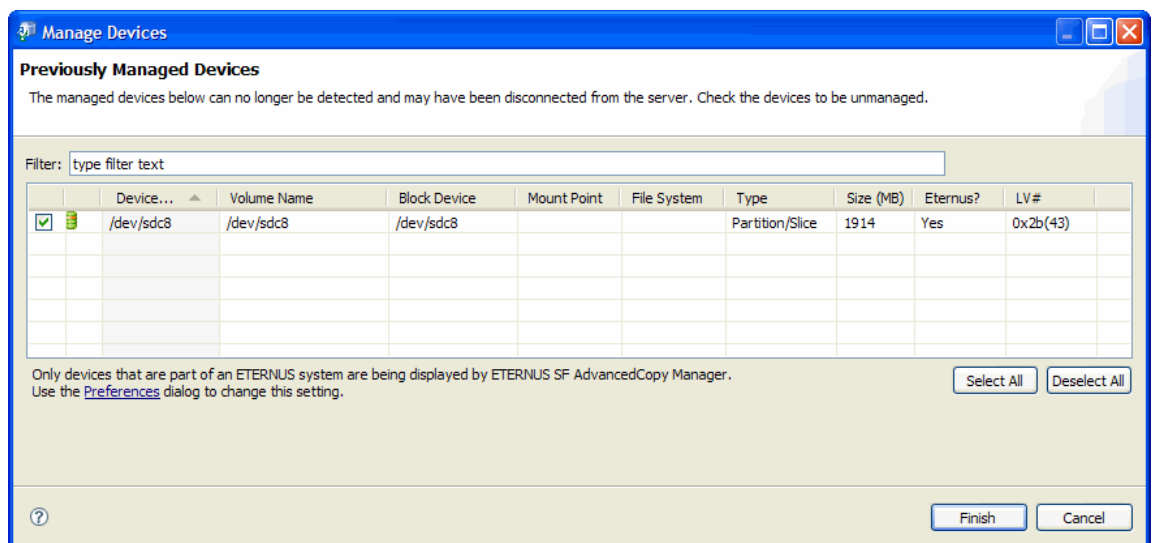 Manage Devices
Previously Managed Devices
The managed devices below can no longer be detected and may have been disconnected from the server. Check the devices to be unmanaged.
Filter: type filter text
Device... Volume Name Block Device Mount Point File System Type Size (MB) Eternus? LV#
/dev/sdc8 /dev/sdc8 /dev/sdc8 Partition/Slice 1914 Yes 0x2b(43)
Only devices that are part of an ETERNUS system are being displayed by ETERNUS SF AdvancedCopy Manager.
Use the Preferences dialog to change this setting.
Select All Deselect All
?
Finish Cancel